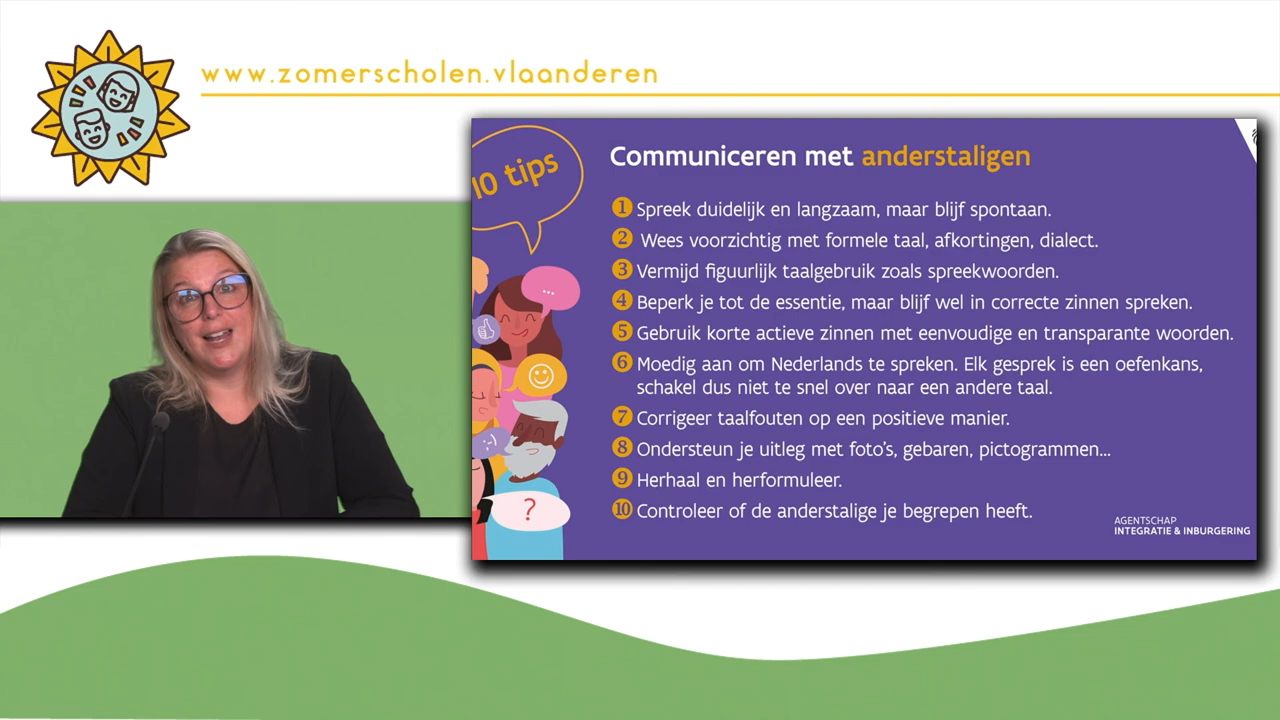 www.zomerscholen.vlaanderen
10 tips
Communiceren met anderstaligen
1 Spreek duidelijk en langzaam, maar blijf spontaan.
2 Wees voorzichtig met formele taal, afkortingen, dialect.
3 Vermijd figuurlijk taalgebruik zoals spreekwoorden.
4 Beperk je tot de essentie, maar blijf wel in correcte zinnen spreken.
5 Gebruik korte actieve zinnen met eenvoudige en transparante woorden.
6 Moedig aan om Nederlands te spreken. Elk gesprek is een oefenkans,
schakel dus niet te snel over naar een andere taal.
7 Corrigeer taalfouten op een positieve manier.
8 Ondersteun je uitleg met foto's, gebaren, pictogrammen...
9 Herhaal en herformuleer.
10 Controleer of de anderstalige je begrepen heeft.
?
AGENTSCHAP
INTEGRATIE & INBURGERING